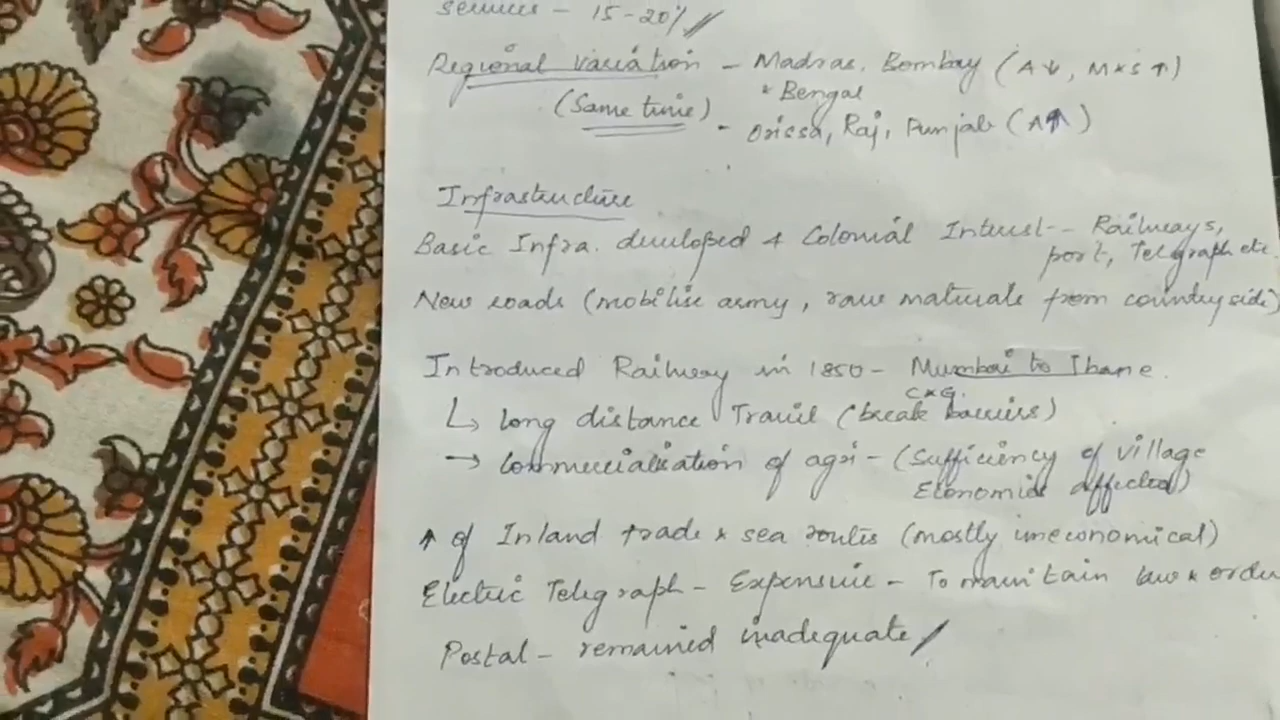 services - 15-20%
Regional Variation - Madras, Bombay (A↓, M & S ↑)
& Bengal
(Same time) - Orissa, Raj, Punjab (A↑)
Infrastructure
Basic Infra. developed 4 Colonial Interest -- Railways,
port, Telegraph etc.
New roads (mobilise army, raw materials from countryside)
Introduced Railway in 1850 - Mumbai to Thane
C & G.
↳ long distance Travel (break barriers)
→ Commercialisation of agri - (Sufficiency of village
Economies affected)
↑ of Inland trade & sea routes (mostly uneconomical)
Electric Telegraph - Expensive - To maintain law & order
Postal - remained inadequate